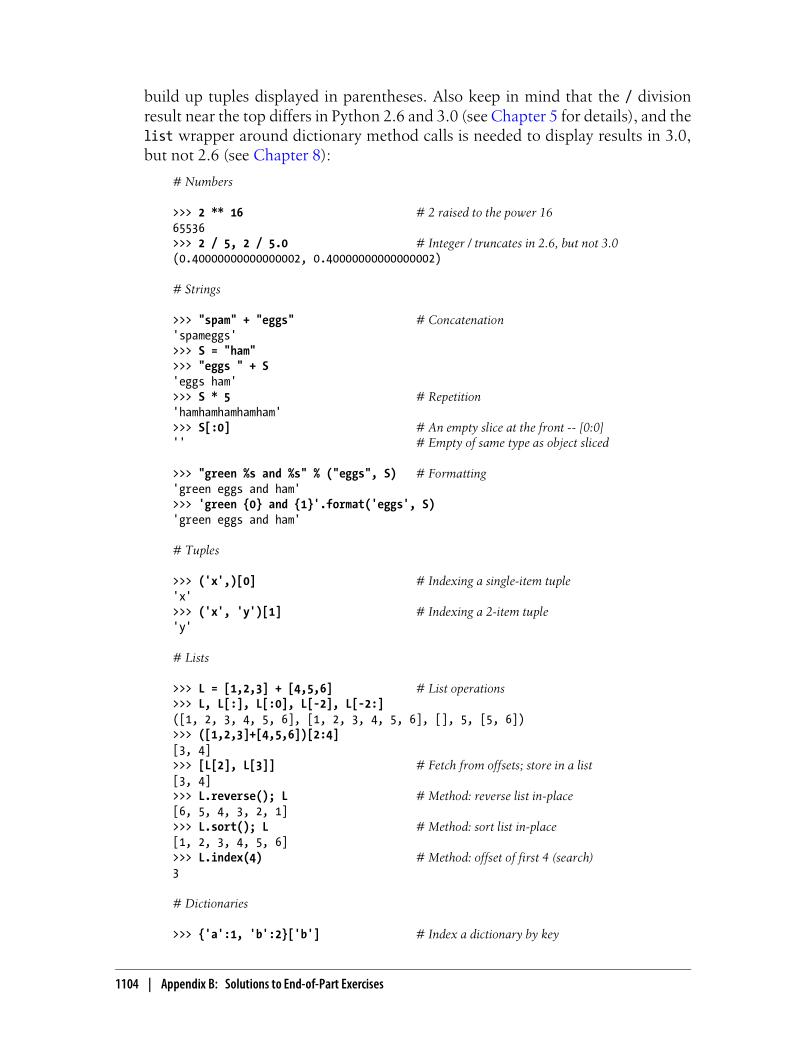 build up tuples displayed in parentheses. Also keep in mind that the / division
result near the top differs in Python 2.6 and 3.0 (see Chapter 5 for details), and the
list wrapper around dictionary method calls is needed to display results in 3.0,
but not 2.6 (see Chapter 8):
# Numbers
>>> 2 ** 16 # 2 raised to the power 16
65536
>>> 2 / 5, 2 / 5.0 # Integer / truncates in 2.6, but not 3.0
(0.40000000000000002, 0.40000000000000002)
# Strings
>>> "spam" + "eggs" # Concatenation
'spameggs'
>>> S = "ham"
>>> "eggs " + S
'eggs ham'
>>> S * 5 # Repetition
'hamhamhamhamham'
>>> S[:0] # An empty slice at the front -- [0:0]
'' # Empty of same type as object sliced
>>> "green %s and %s" % ("eggs", S) # Formatting
'green eggs and ham'
>>> 'green {0} and {1}'.format('eggs', S)
'green eggs and ham'
# Tuples
>>> ('x',)[0] # Indexing a single-item tuple
'x'
>>> ('x', 'y')[1] # Indexing a 2-item tuple
'y'
# Lists
>>> L = [1,2,3] + [4,5,6] # List operations
>>> L, L[:], L[:0], L[-2], L[-2:]
([1, 2, 3, 4, 5, 6], [1, 2, 3, 4, 5, 6], [], 5, [5, 6])
>>> ([1,2,3]+[4,5,6])[2:4]
[3, 4]
>>> [L[2], L[3]] # Fetch from offsets; store in a list
[3, 4]
>>> L.reverse(); L # Method: reverse list in-place
[6, 5, 4, 3, 2, 1]
>>> L.sort(); L # Method: sort list in-place
[1, 2, 3, 4, 5, 6]
>>> L.index(4) # Method: offset of first 4 (search)
3
# Dictionaries
>>> {'a':1, 'b':2}['b'] # Index a dictionary by key
1104 | Appendix B: Solutions to End-of-Part Exercises